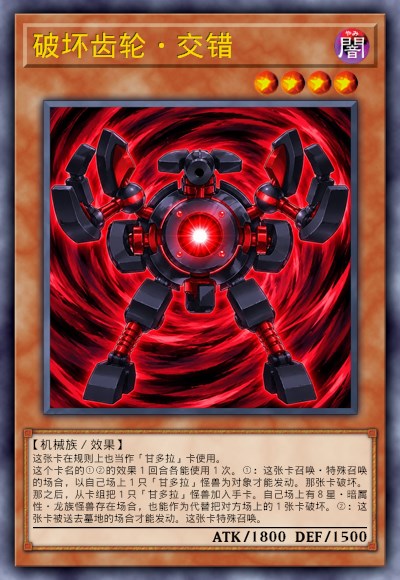 破坏齿轮·交错
やみ
闇
【机械族／效果】
这张卡在规则上也当作「甘多拉」卡使用。
这个卡名的①②的效果1回合各能使用1次。①：这张卡召唤·特殊召唤
的场合，以自己场上1只「甘多拉」怪兽为对象才能发动。那张卡破坏。
那之后，从卡组把1只「甘多拉」怪兽加入手卡。自己场上有8星·暗属
性·龙族怪兽存在场合，也能作为代替把对方场上的1张卡破坏。②：这
张卡被送去墓地的场合才能发动。这张卡特殊召唤。
ATK/1800 DEF/1500